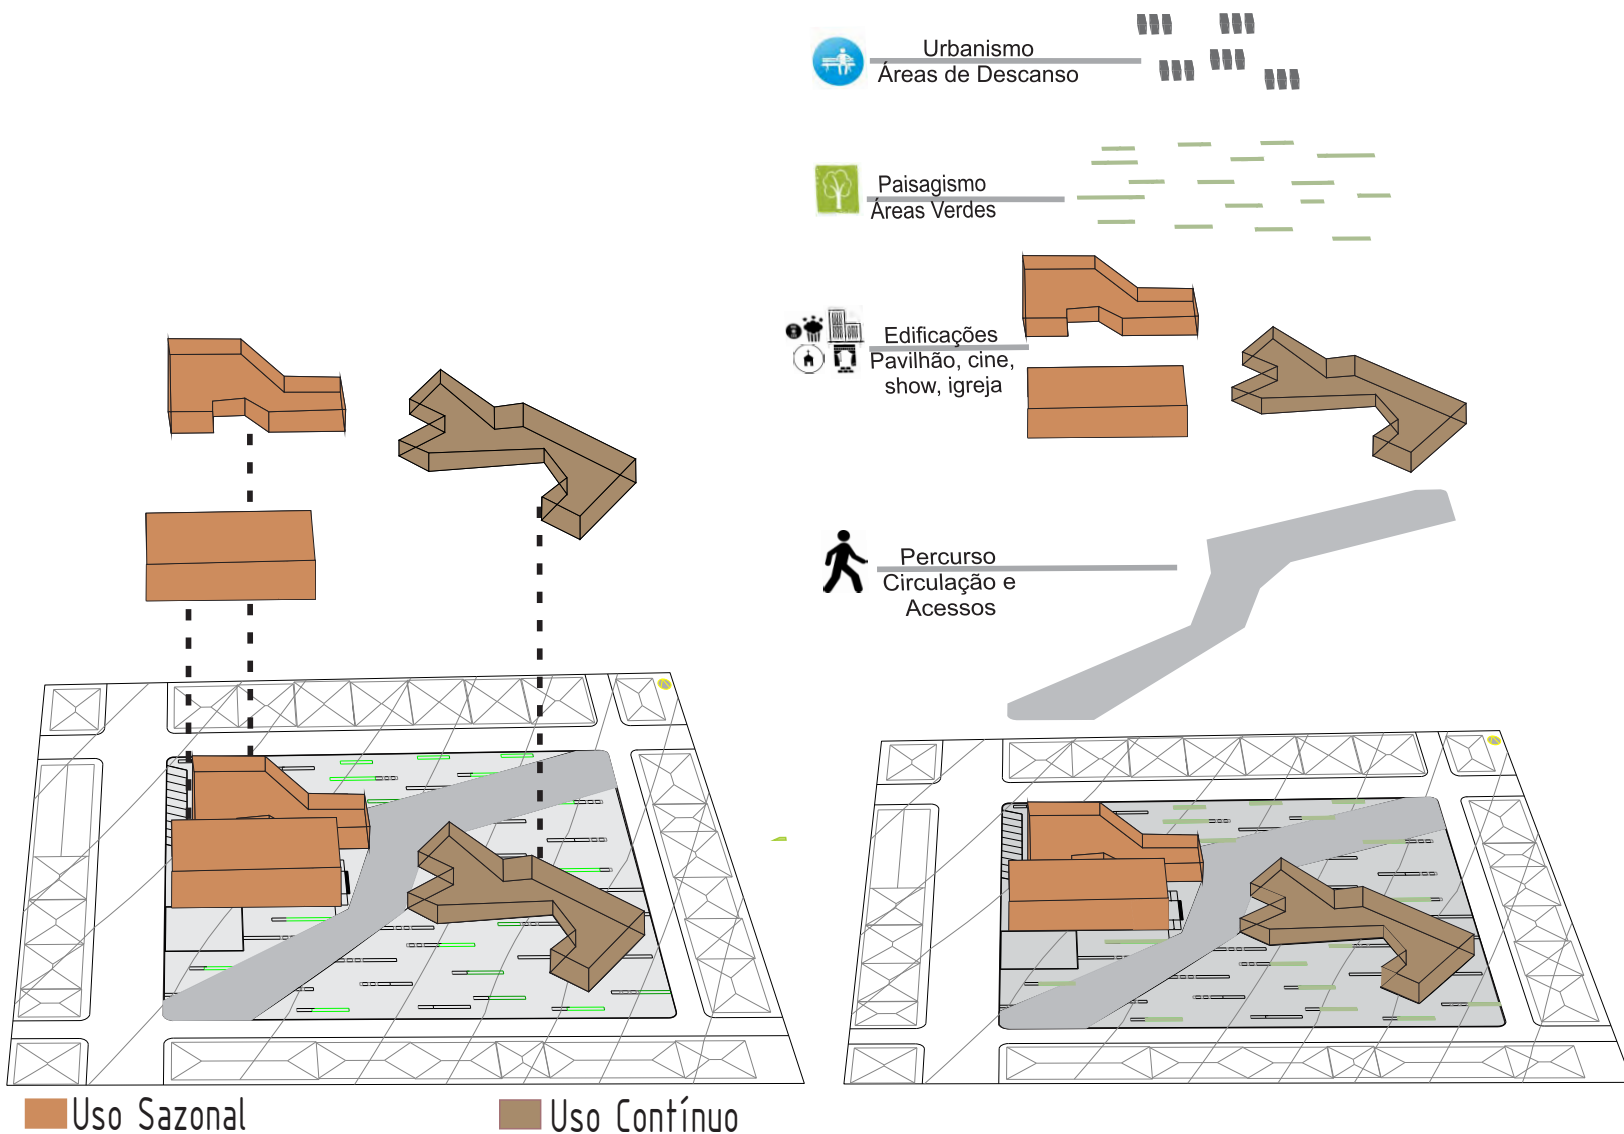 Urbanismo
Áreas de Descanso
Paisagismo
Áreas Verdes
Edificações
Pavilhão, cine,
show, igreja
Percurso
Circulação e
Acessos
Uso Sazonal
Uso Contínuo